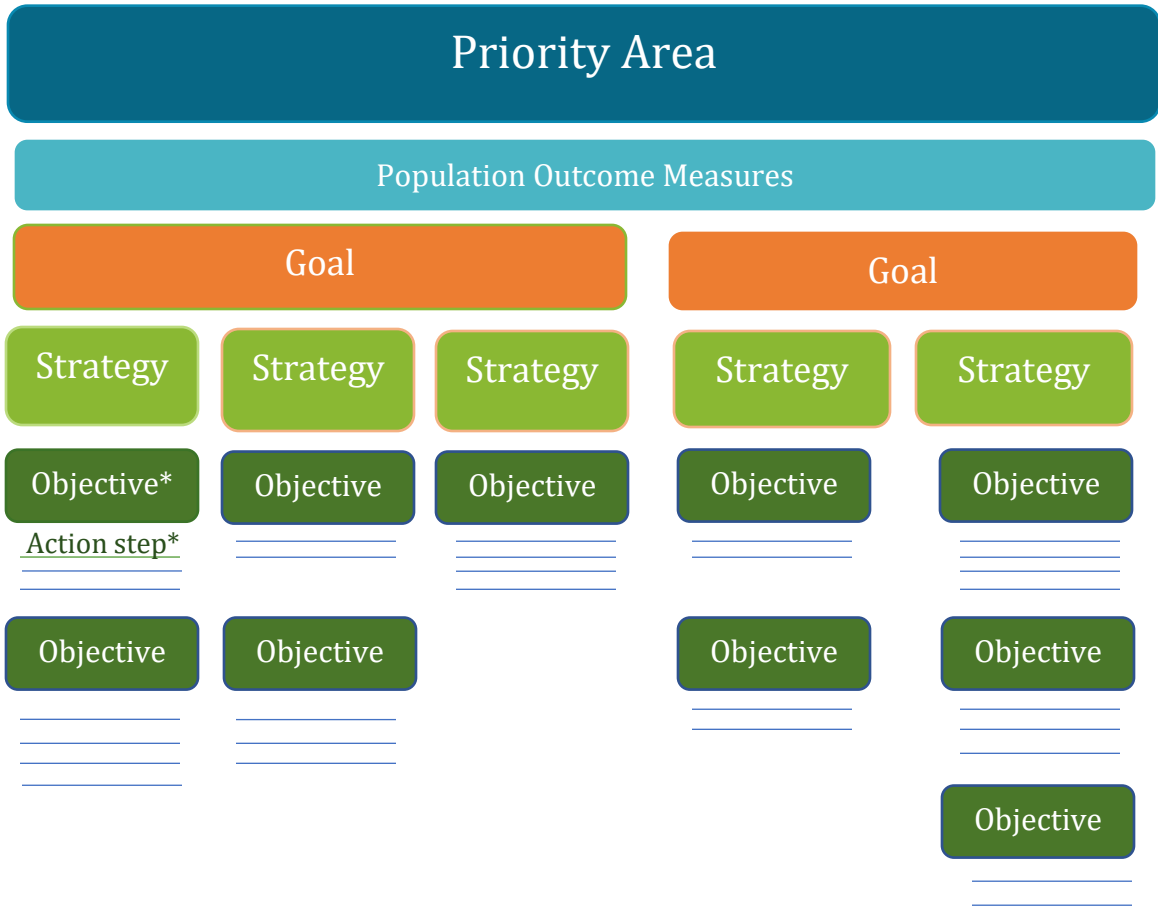 Priority Area
Population Outcome Measures
Goal
Goal
Strategy
Strategy
Strategy
Strategy
Strategy
Objective*
Objective
Objective
Objective
Objective
Action step*
Objective
Objective
Objective
Objective
Objective